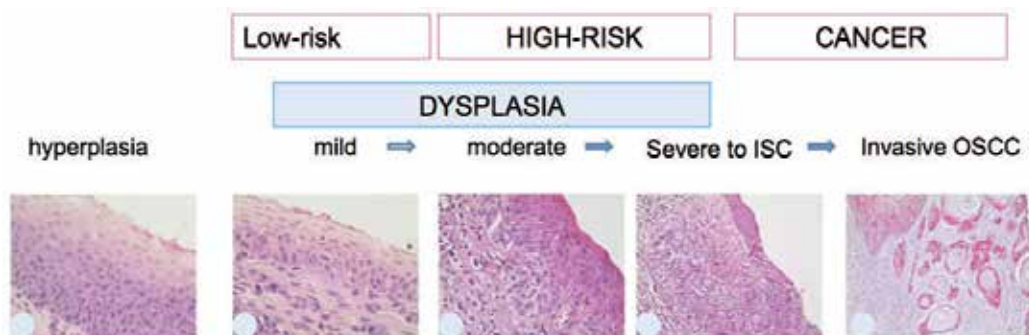 Low-risk HIGH-RISK CANCER
DYSPLASIA
hyperplasia mild moderate Severe to ISC Invasive OSCC